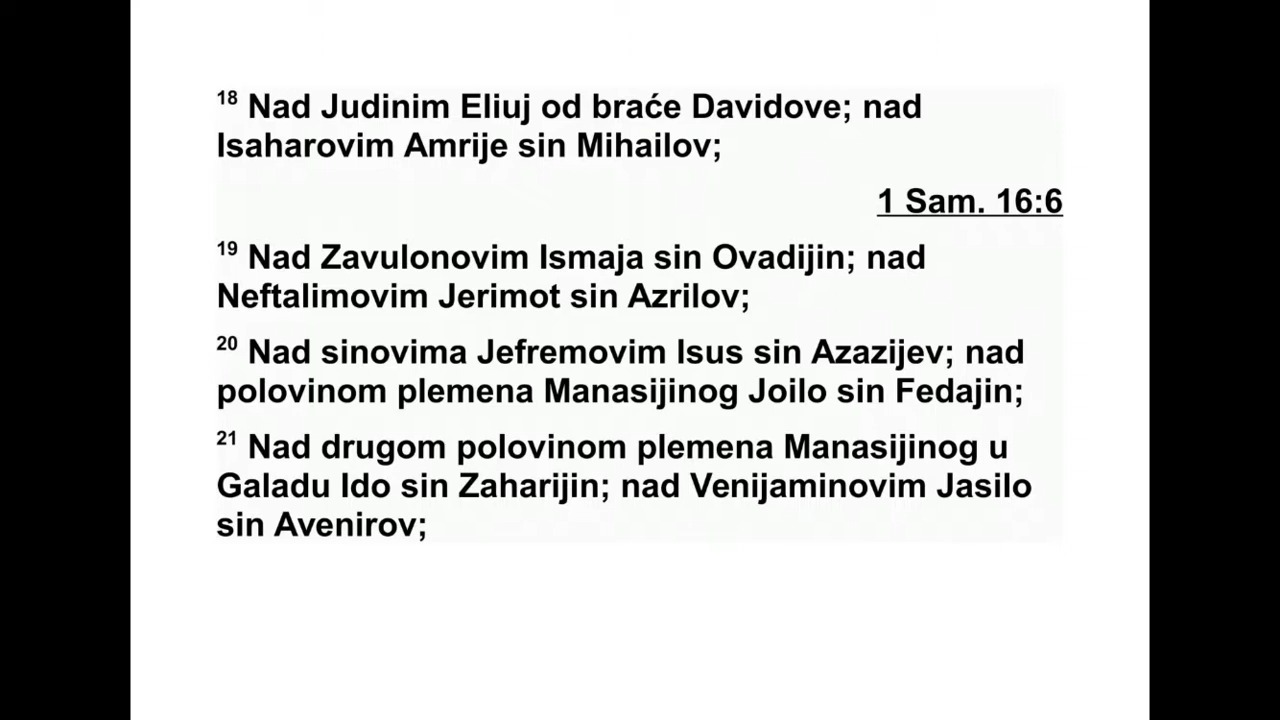 18 Nad Judinim Eliuj od braće Davidove; nad
Isaharovim Amrije sin Mihailov;
1 Sam. 16:6
19 Nad Zavulonovim Ismaja sin Ovadijin; nad
Neftalimovim Jerimot sin Azrilov;
20 Nad sinovima Jefremovim Isus sin Azazijev; nad
polovinom plemena Manasijinog Joilo sin Fedajin;
21 Nad drugom polovinom plemena Manasijinog u
Galadu Ido sin Zaharijin; nad Venijaminovim Jasilo
sin Avenirov;